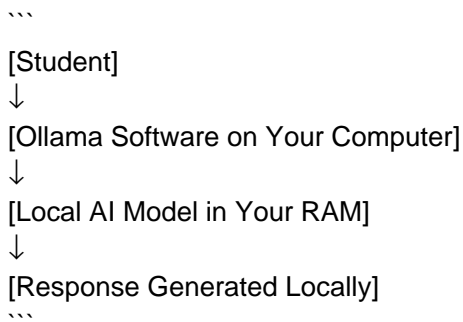 ```
[Student]
↓
[Ollama Software on Your Computer]
↓
[Local AI Model in Your RAM]
↓
[Response Generated Locally]
```